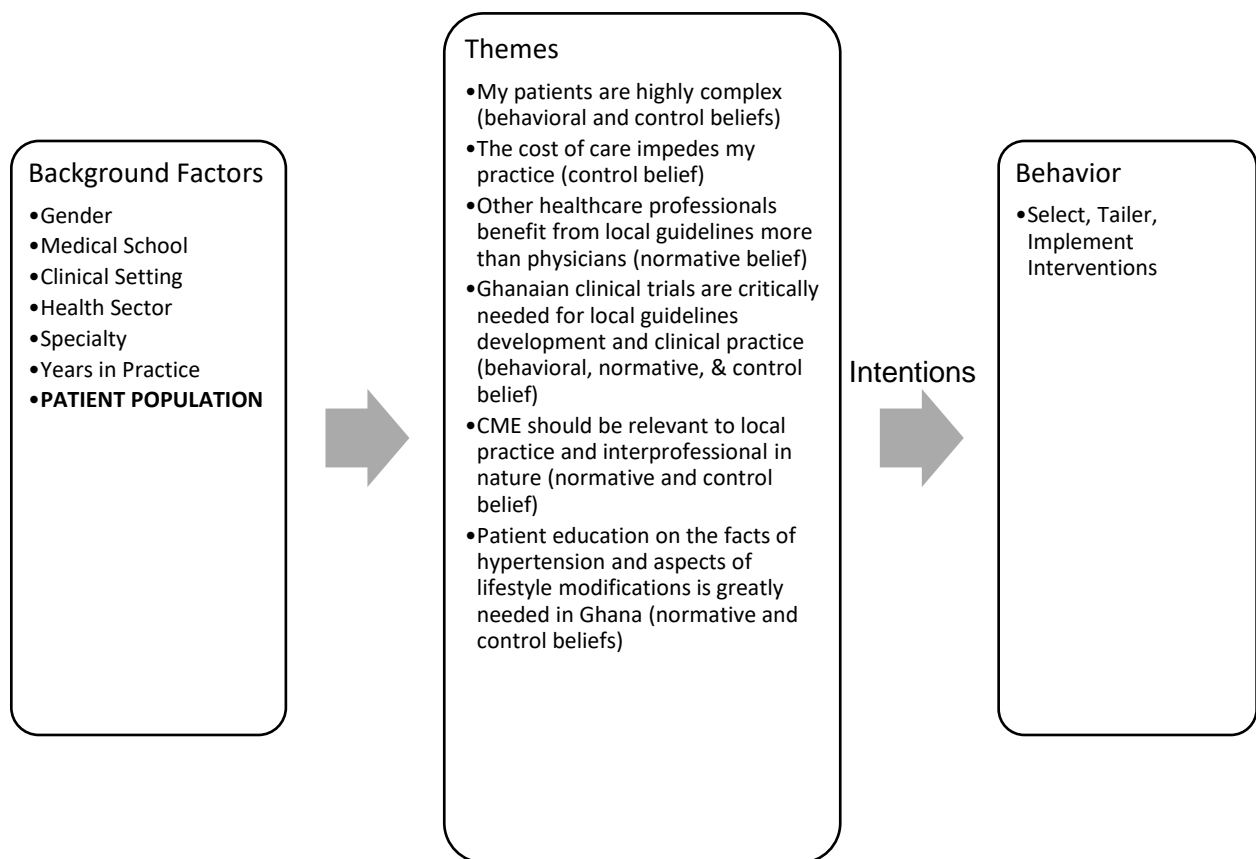 Background Factors
•Gender
•Medical School
•Clinical Setting
•Health Sector
•Specialty
•Years in Practice
•PATIENT POPULATION
Themes
•My patients are highly complex
(behavioral and control beliefs)
•The cost of care impedes my
practice (control belief)
•Other healthcare professionals
benefit from local guidelines more
than physicians (normative belief)
•Ghanaian clinical trials are critically
needed for local guidelines
development and clinical practice
(behavioral, normative, & control
belief)
•CME should be relevant to local
practice and interprofessional in
nature (normative and control
belief)
•Patient education on the facts of
hypertension and aspects of
lifestyle modifications is greatly
needed in Ghana (normative and
control beliefs)
Intentions
Behavior
•Select, Tailer,
Implement
Interventions